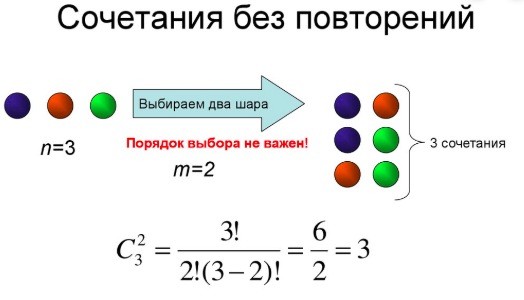 Сочетания без повторений
Выбираем два шара
n=3
Порядок выбора не важен!
m=2
3 сочетания
C₃² = 3! / 2!(3−2)! = 6 / 2 = 3